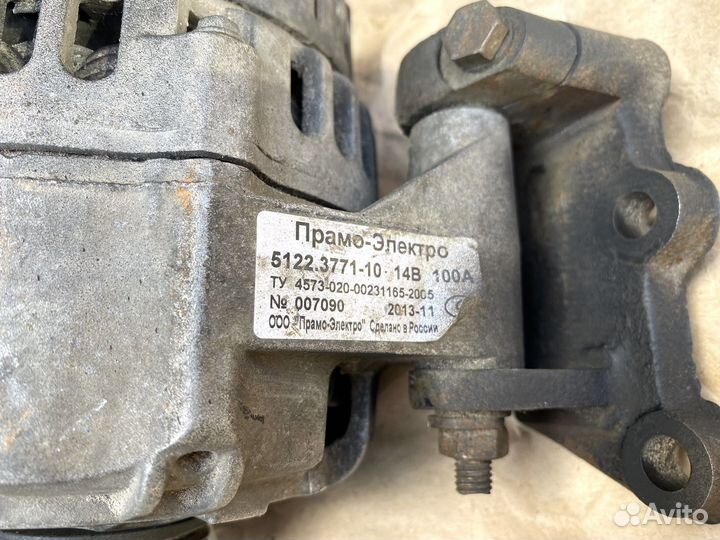 Прамо-Электро
5122.3771-10 14В 100А
ТУ 4573-020-00231165-2005
№ 007090 2013-11
ООО "Прамо-Электро" Сделано в России
Avito